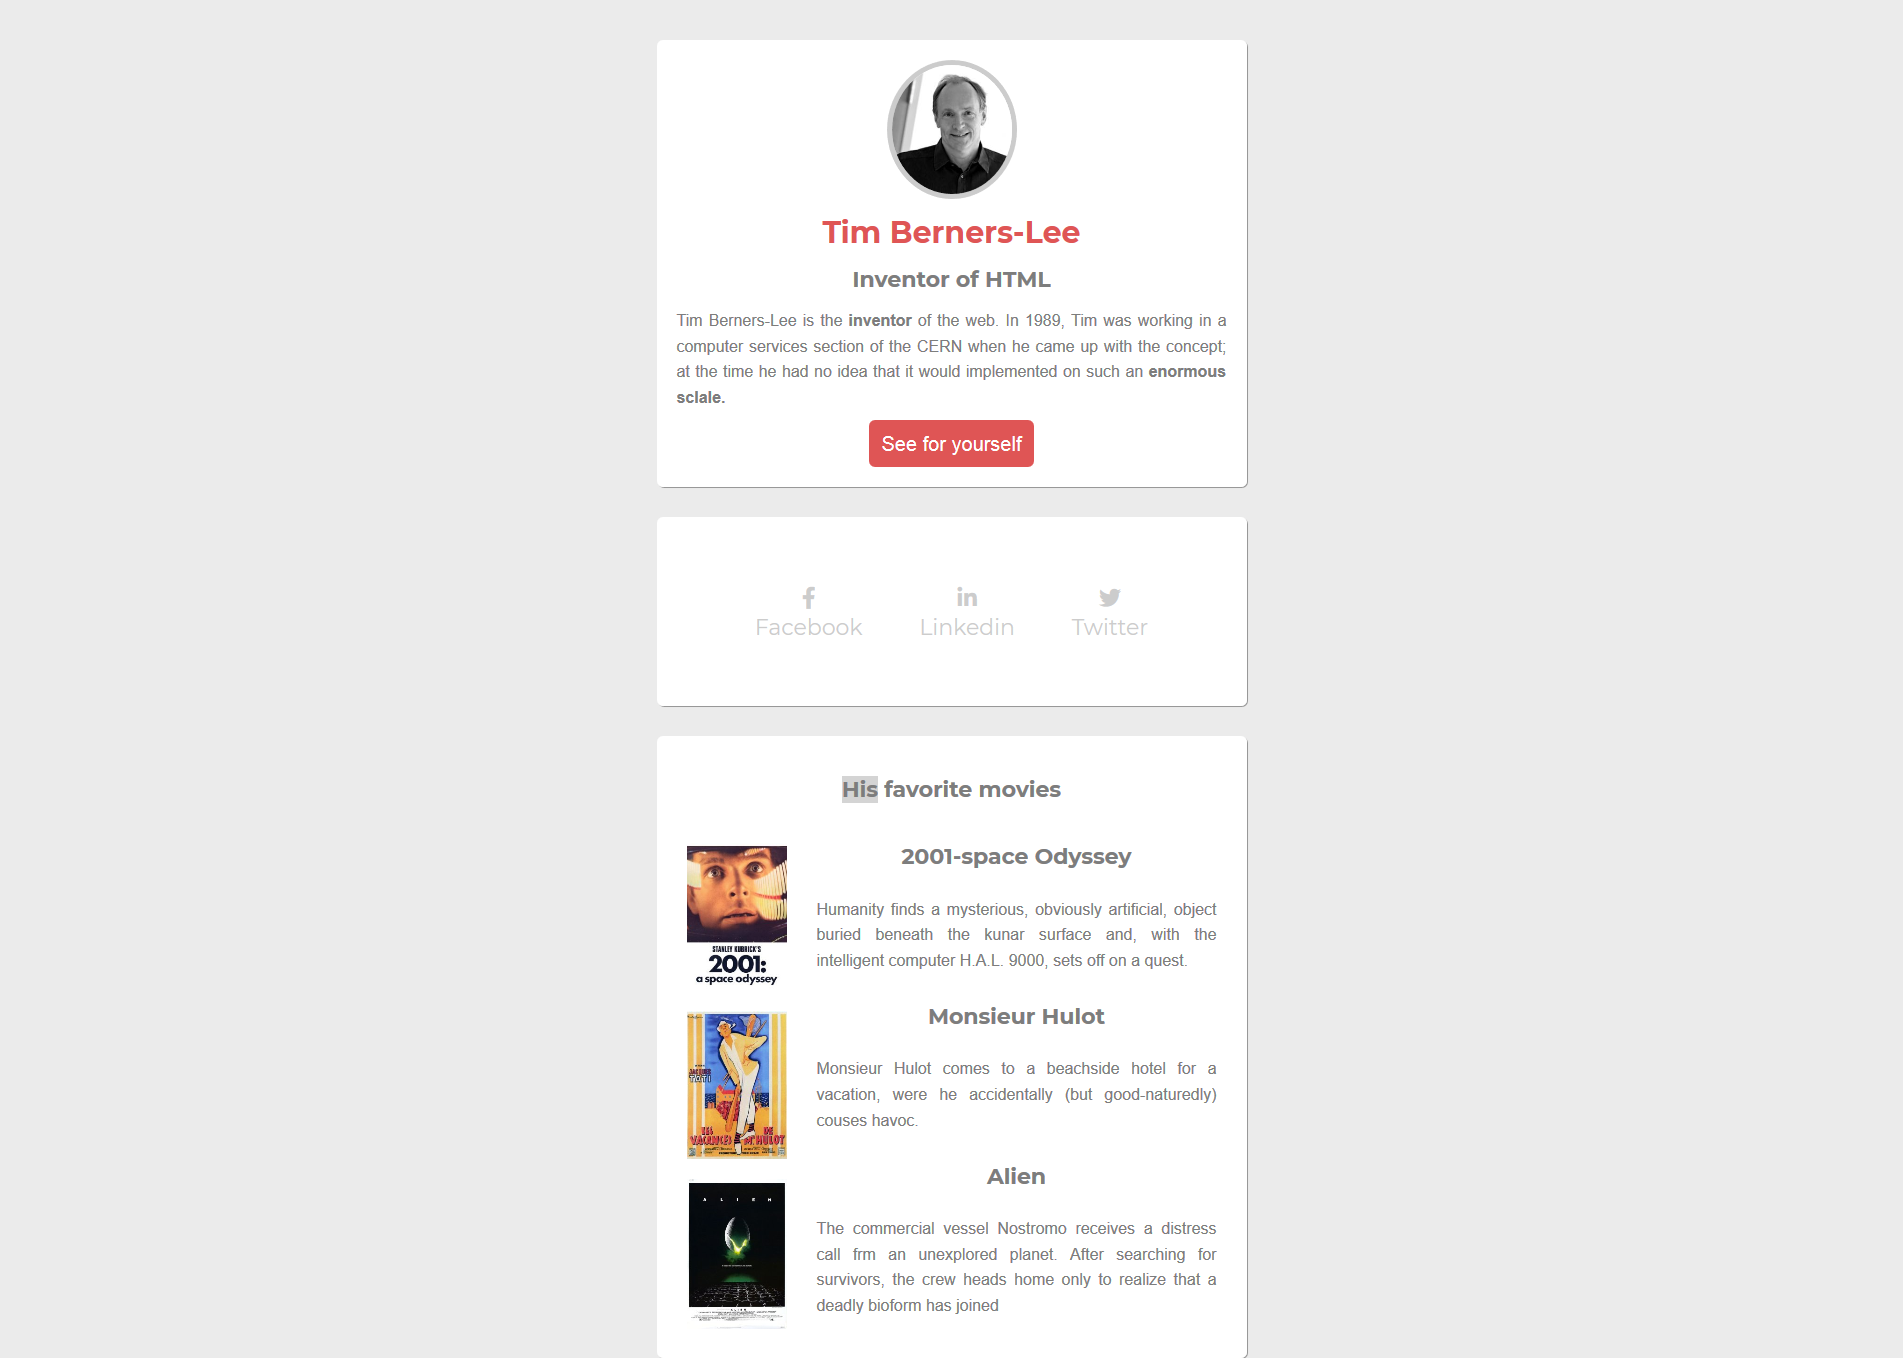 Tim Berners-Lee
Inventor of HTML
Tim Berners-Lee is the inventor of the web. In 1989, Tim was working in a
computer services section of the CERN when he came up with the concept;
at the time he had no idea that it would implemented on such an enormous
sclale.
See for yourself
Facebook
Linkedin
Twitter
His favorite movies
STANLEY KUBRICK'S
2001:
a space odyssey
2001-space Odyssey
Humanity finds a mysterious, obviously artificial, object
buried beneath the kunar surface and, with the
intelligent computer H.A.L. 9000, sets off on a quest.
JACQUES
TATI
LES VACANCES DE M. HULOT
Monsieur Hulot
Monsieur Hulot comes to a beachside hotel for a
vacation, were he accidentally (but good-naturedly)
couses havoc.
ALIEN
Alien
The commercial vessel Nostromo receives a distress
call frm an unexplored planet. After searching for
survivors, the crew heads home only to realize that a
deadly bioform has joined